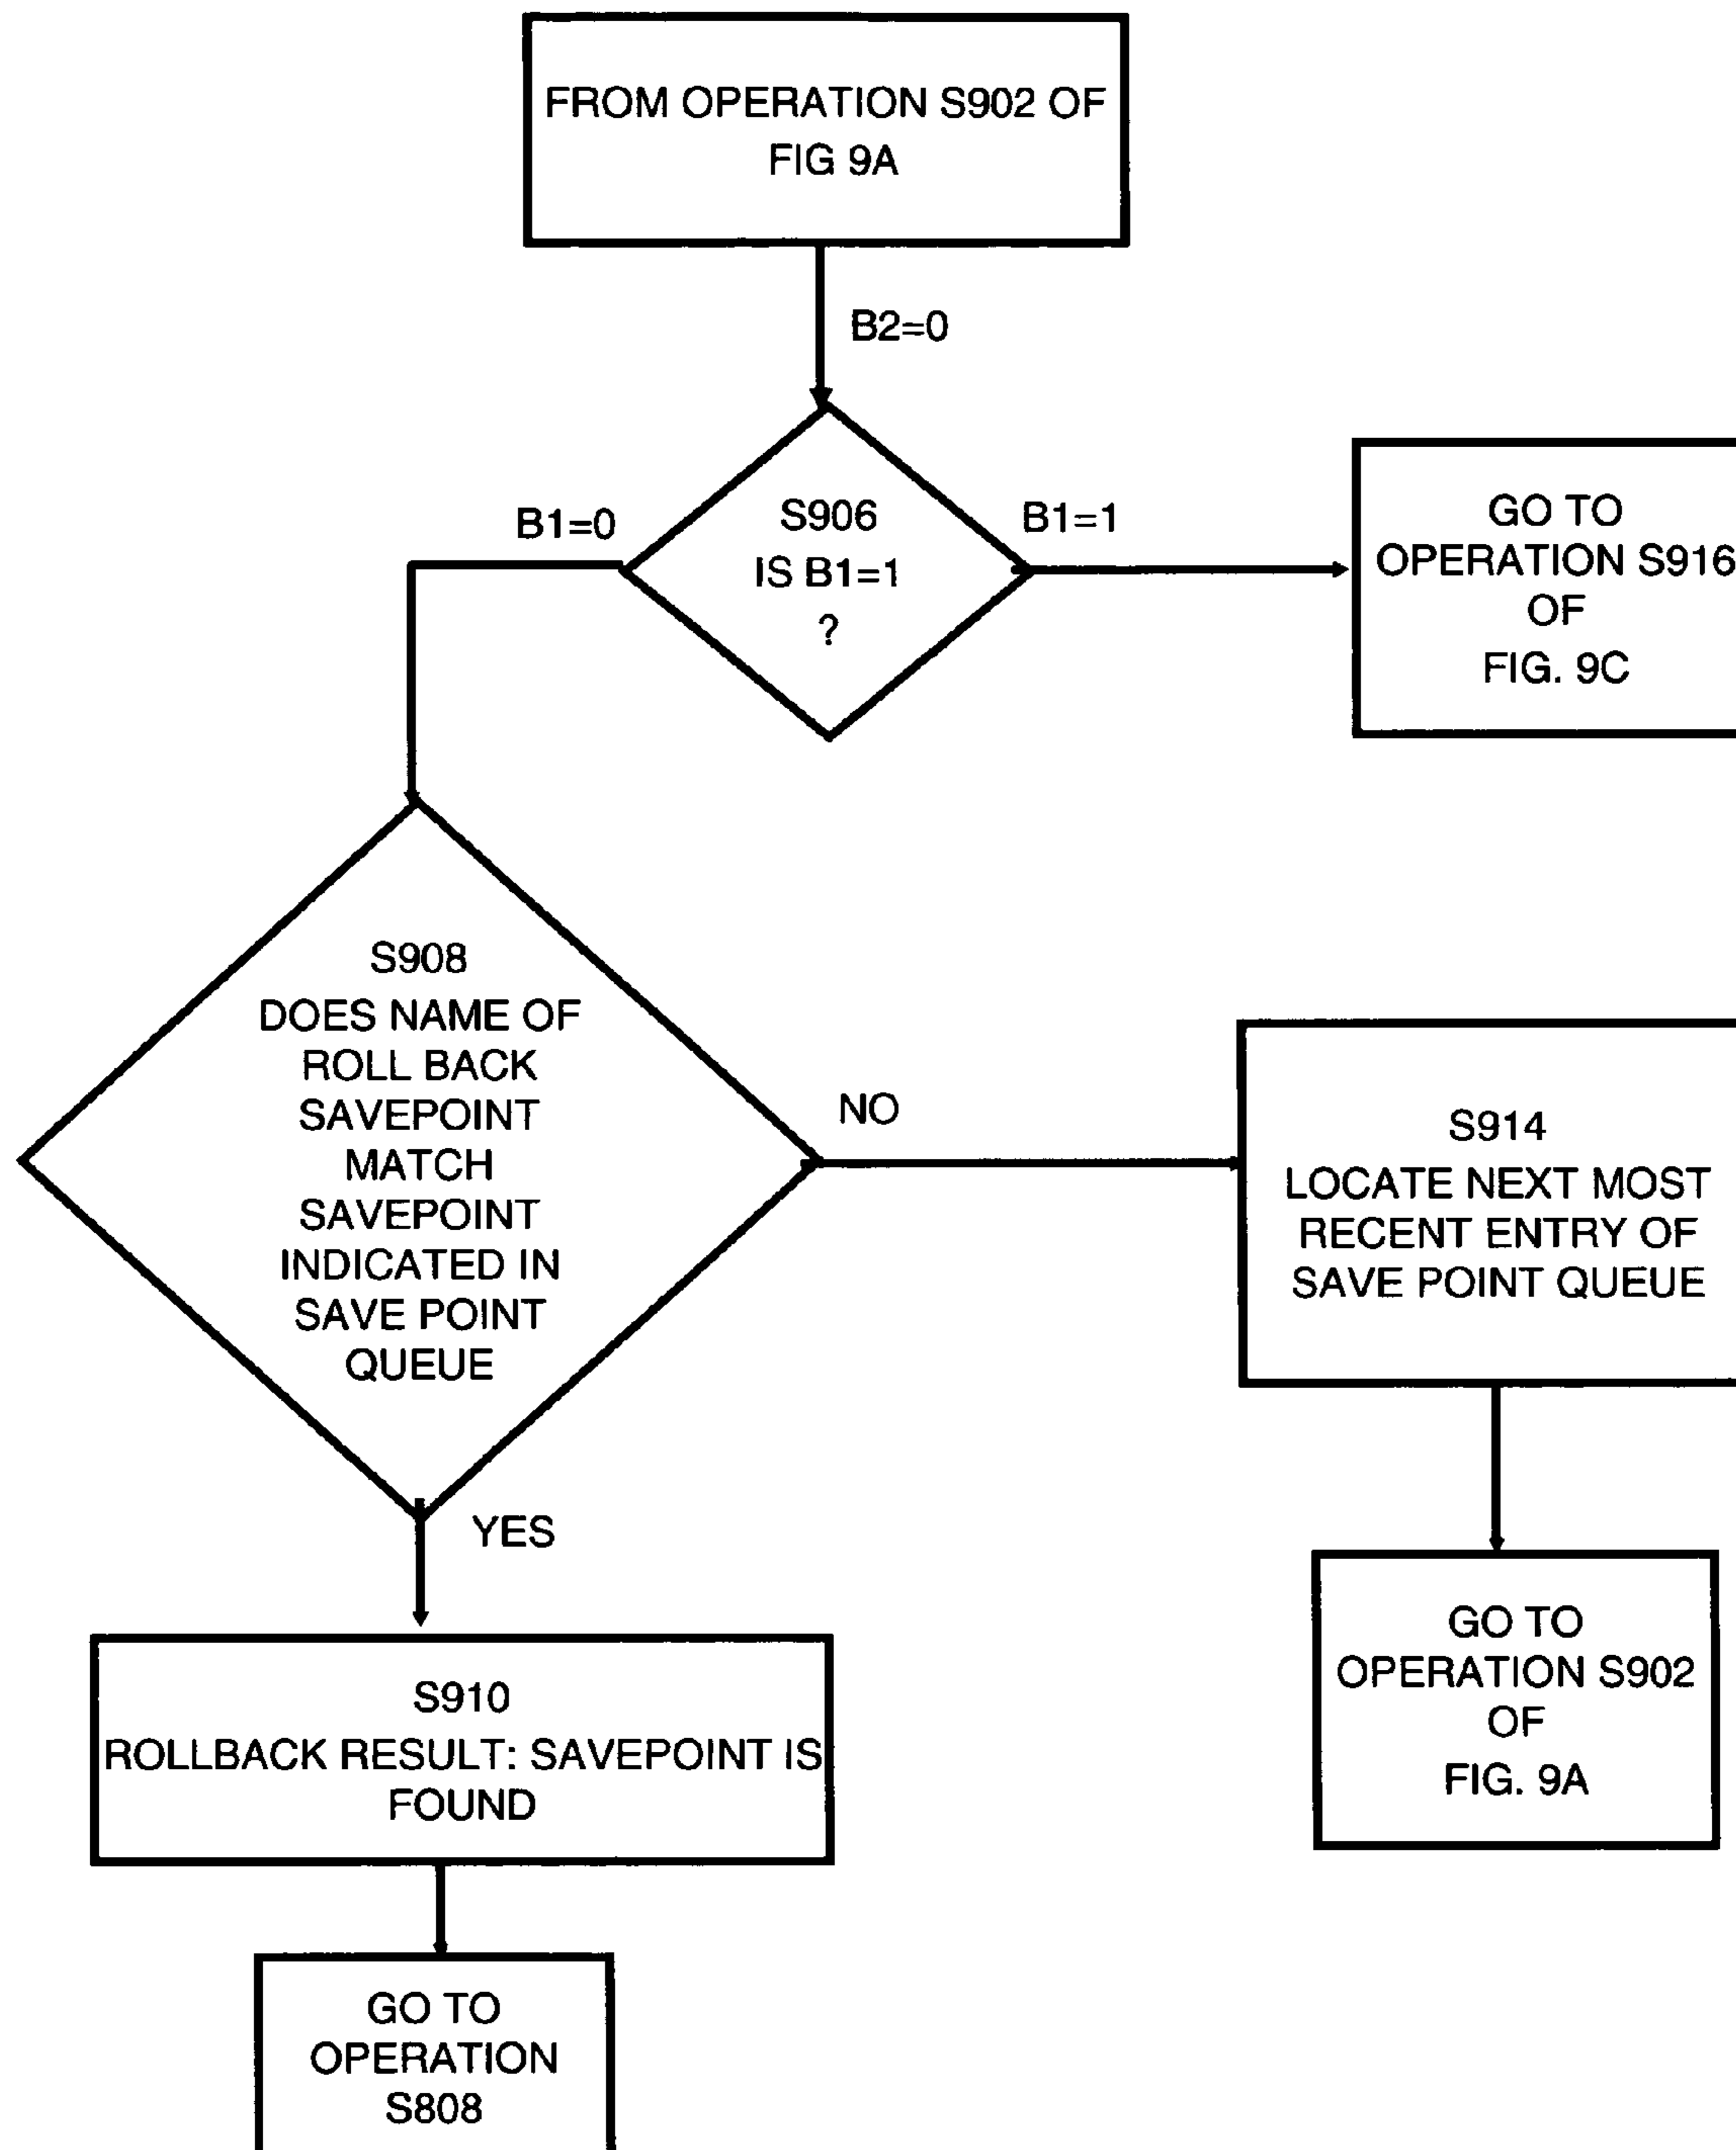 FROM OPERATION S902 OF
FIG 9A
B2=0
B1=0
S906
IS B1=1
?
B1=1
GO TO
OPERATION S916
OF
FIG. 9C
S908
DOES NAME OF
ROLL BACK
SAVEPOINT
MATCH
SAVEPOINT
INDICATED IN
SAVE POINT
QUEUE
NO
S914
LOCATE NEXT MOST
RECENT ENTRY OF
SAVE POINT QUEUE
YES
GO TO
OPERATION S902
OF
FIG. 9A
S910
ROLLBACK RESULT: SAVEPOINT IS
FOUND
GO TO
OPERATION
S808